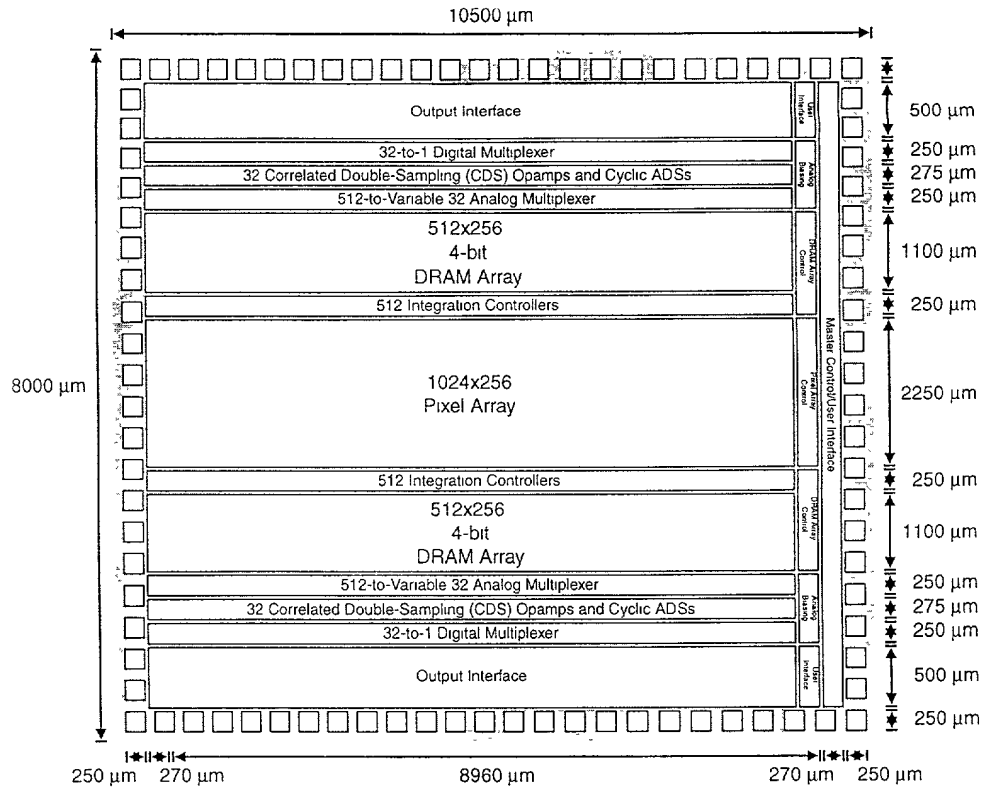 10500 µm
Output Interface
User Interface
500 µm
32-to-1 Digital Multiplexer
250 µm
32 Correlated Double-Sampling (CDS) Opamps and Cyclic ADSs
Analog Biasing
275 µm
512-to-Variable 32 Analog Multiplexer
250 µm
512x256
4-bit
DRAM Array
DRAM Array Control
1100 µm
512 Integration Controllers
250 µm
Master Control/User Interface
8000 µm
1024x256
Pixel Array
Pixel Array Control
2250 µm
512 Integration Controllers
250 µm
512x256
4-bit
DRAM Array
DRAM Array Control
1100 µm
512-to-Variable 32 Analog Multiplexer
250 µm
32 Correlated Double-Sampling (CDS) Opamps and Cyclic ADSs
Analog Biasing
275 µm
32-to-1 Digital Multiplexer
250 µm
Output Interface
User Interface
500 µm
250 µm
250 µm 270 µm 8960 µm 270 µm 250 µm